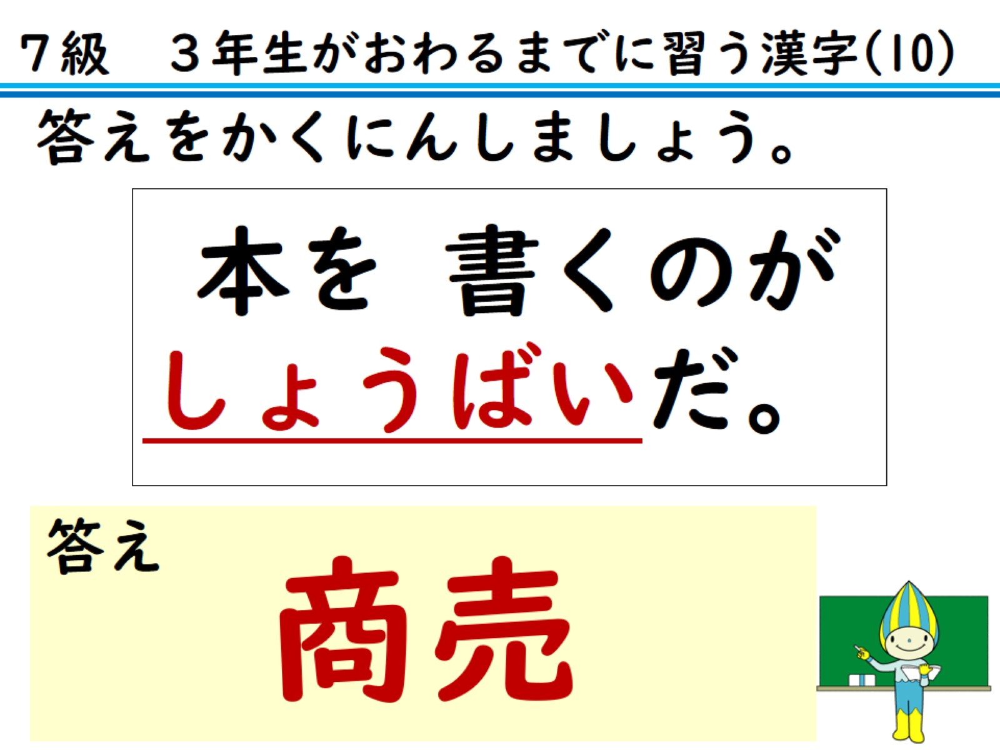 ７級　３年生がおわるまでに習う漢字(10)
答えをかくにんしましょう。
本を 書くのが
しょうばいだ。
答え
商売